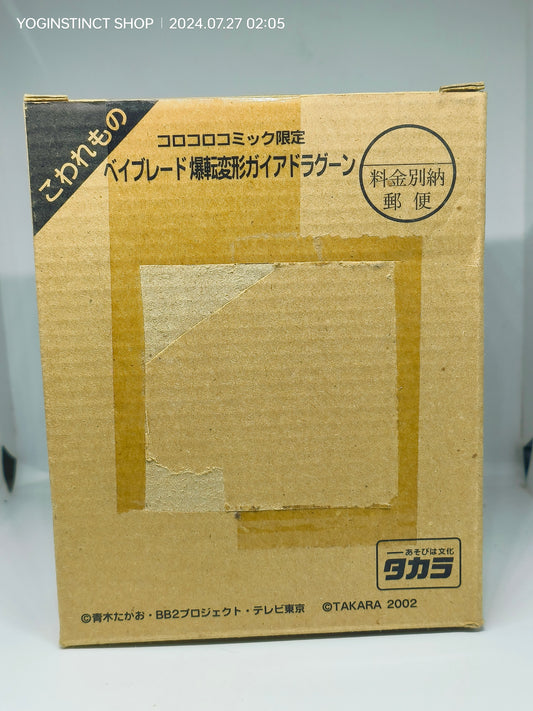 YOGINSTINCT SHOP | 2024.07.27 02:05
こわれもの
コロコロコミック限定
ベイブレード 爆転変形ガイアドラグーン
料金別納
郵便
あそびは文化
タカラ
©青木たかお・BB2プロジェクト・テレビ東京 ©TAKARA 2002